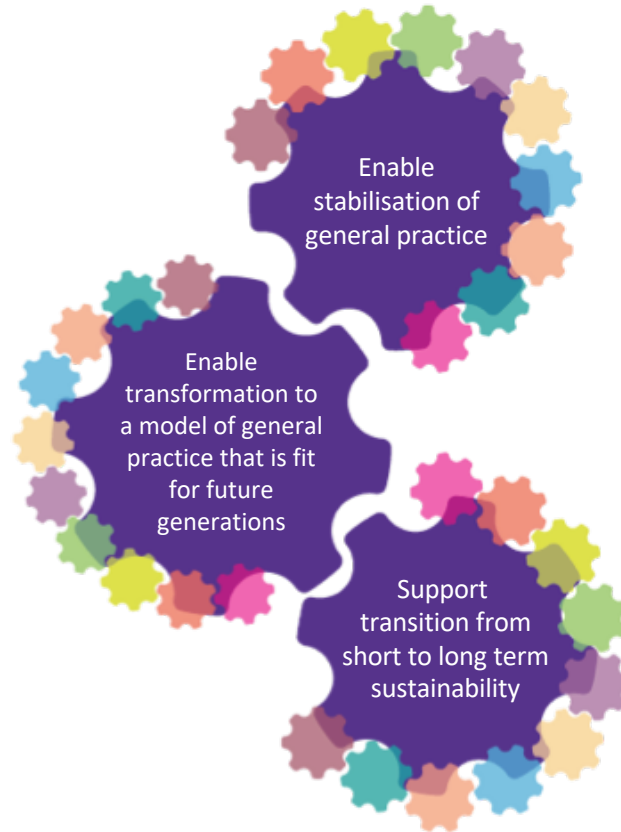 Enable
stabilisation of
general practice
Enable
transformation to
a model of general
practice that is fit
for future
generations
Support
transition from
short to long term
sustainability